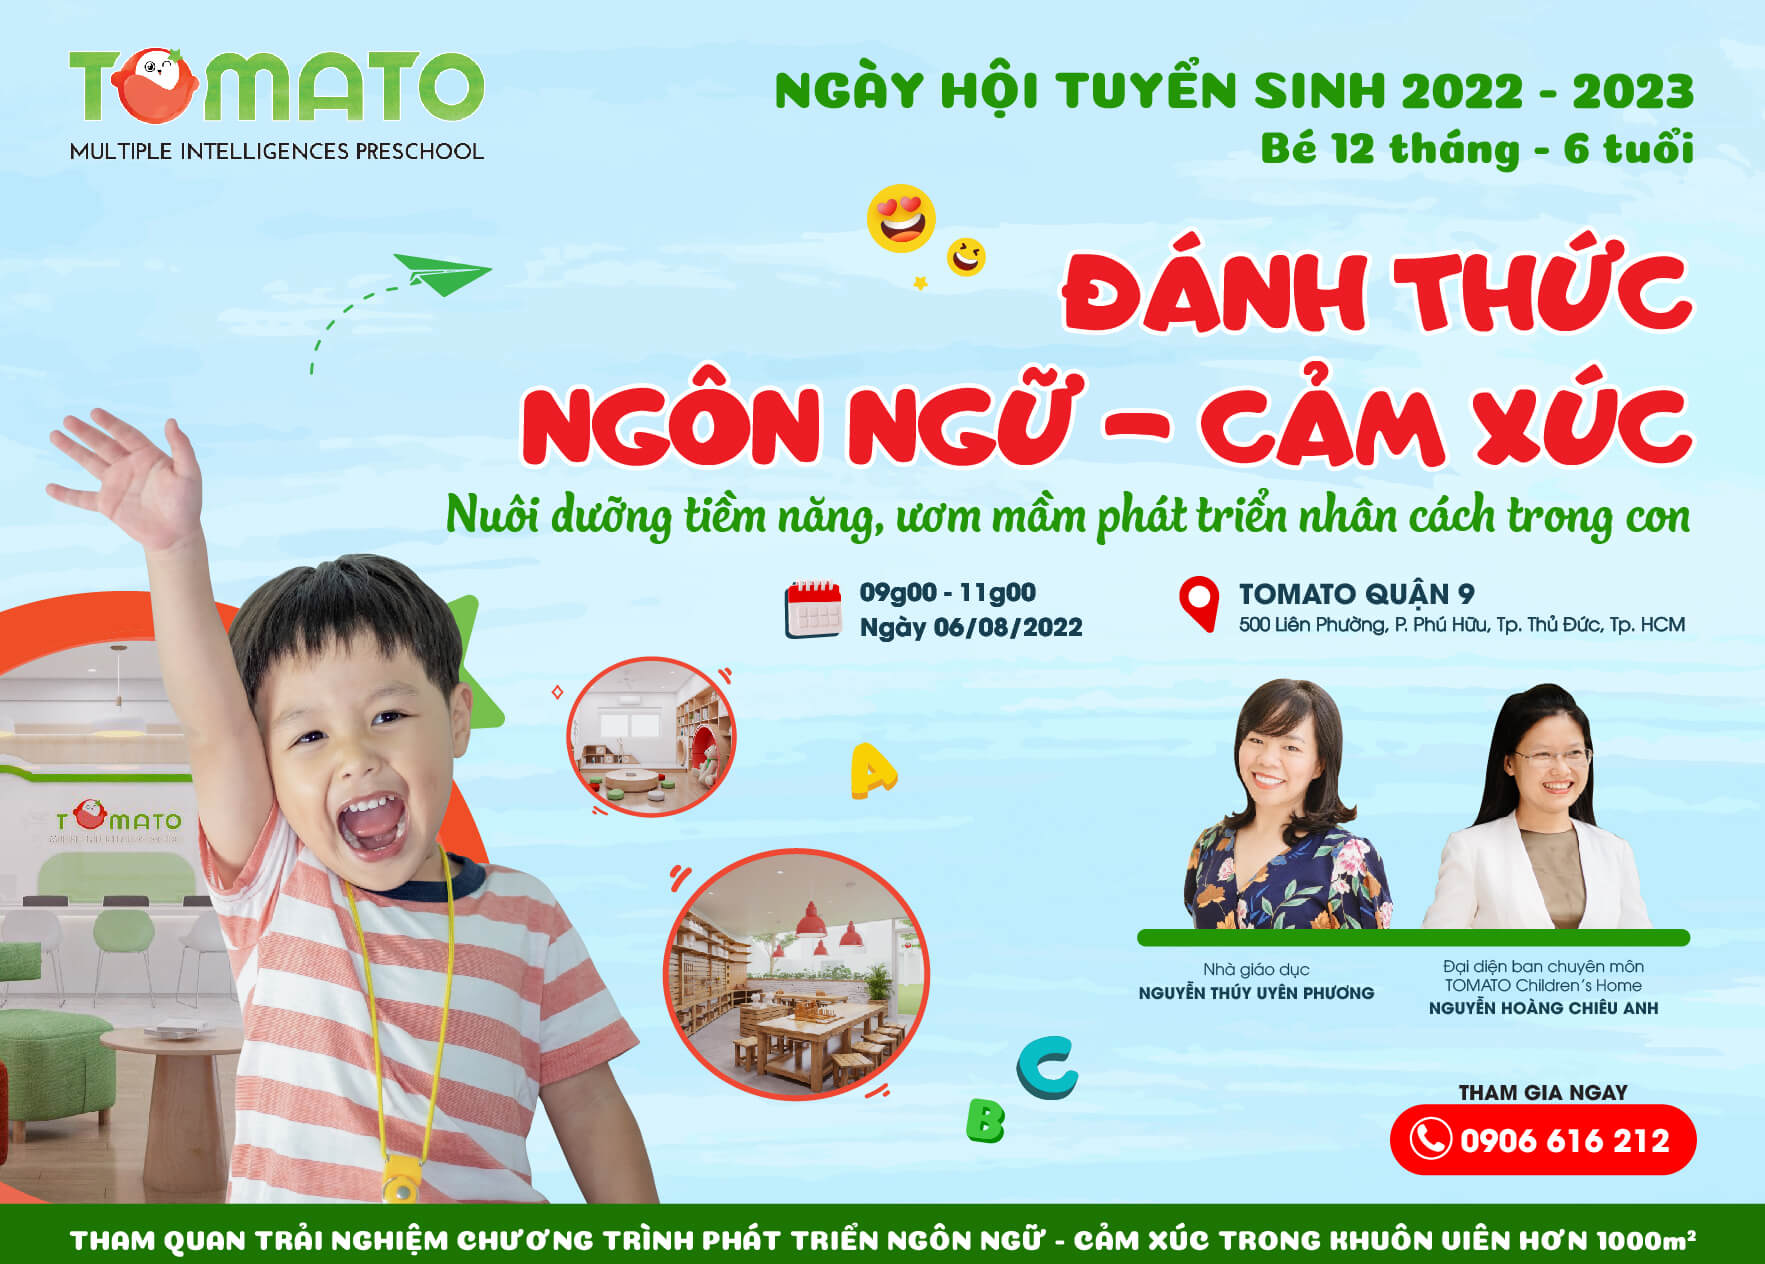 TOMATO
MULTIPLE INTELLIGENCES PRESCHOOL
NGÀY HỘI TUYỂN SINH 2022 - 2023
Bé 12 tháng - 6 tuổi
ĐÁNH THỨC
NGÔN NGỮ - CẢM XÚC
Nuôi dưỡng tiềm năng, ươm mầm phát triển nhân cách trong con
09g00 - 11g00
Ngày 06/08/2022
TOMATO QUẬN 9
500 Liên Phường, P. Phú Hữu, Tp. Thủ Đức, Tp. HCM
TOMATO
A
B
C
Nhà giáo dục
NGUYỄN THÚY UYÊN PHƯƠNG
Đại diện ban chuyên môn
TOMATO Children's Home
NGUYỄN HOÀNG CHIÊU ANH
THAM GIA NGAY
0906 616 212
THAM QUAN TRẢI NGHIỆM CHƯƠNG TRÌNH PHÁT TRIỂN NGÔN NGỮ - CẢM XÚC TRONG KHUÔN VIÊN HƠN 1000m²